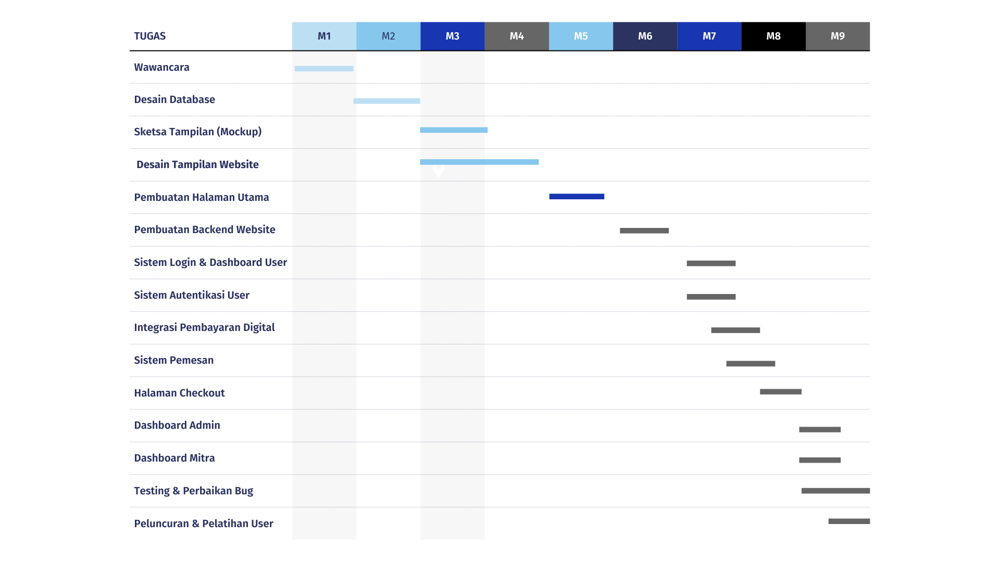 TUGAS M1 M2 M3 M4 M5 M6 M7 M8 M9
Wawancara
Desain Database
Sketsa Tampilan (Mockup)
Desain Tampilan Website
Pembuatan Halaman Utama
Pembuatan Backend Website
Sistem Login & Dashboard User
Sistem Autentikasi User
Integrasi Pembayaran Digital
Sistem Pemesan
Halaman Checkout
Dashboard Admin
Dashboard Mitra
Testing & Perbaikan Bug
Peluncuran & Pelatihan User